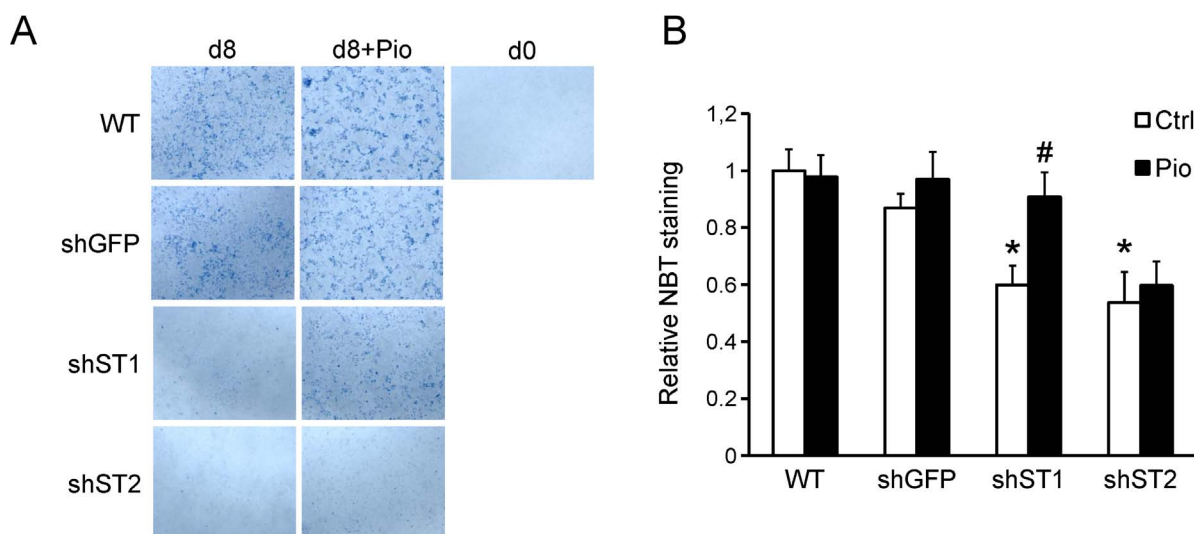 A
d8 d8+Pio d0
WT
shGFP
shST1
shST2
B
Relative NBT staining
1,2
1
0.8
0.6
0.4
0.2
0
Ctrl
Pio
#
* *
WT shGFP shST1 shST2